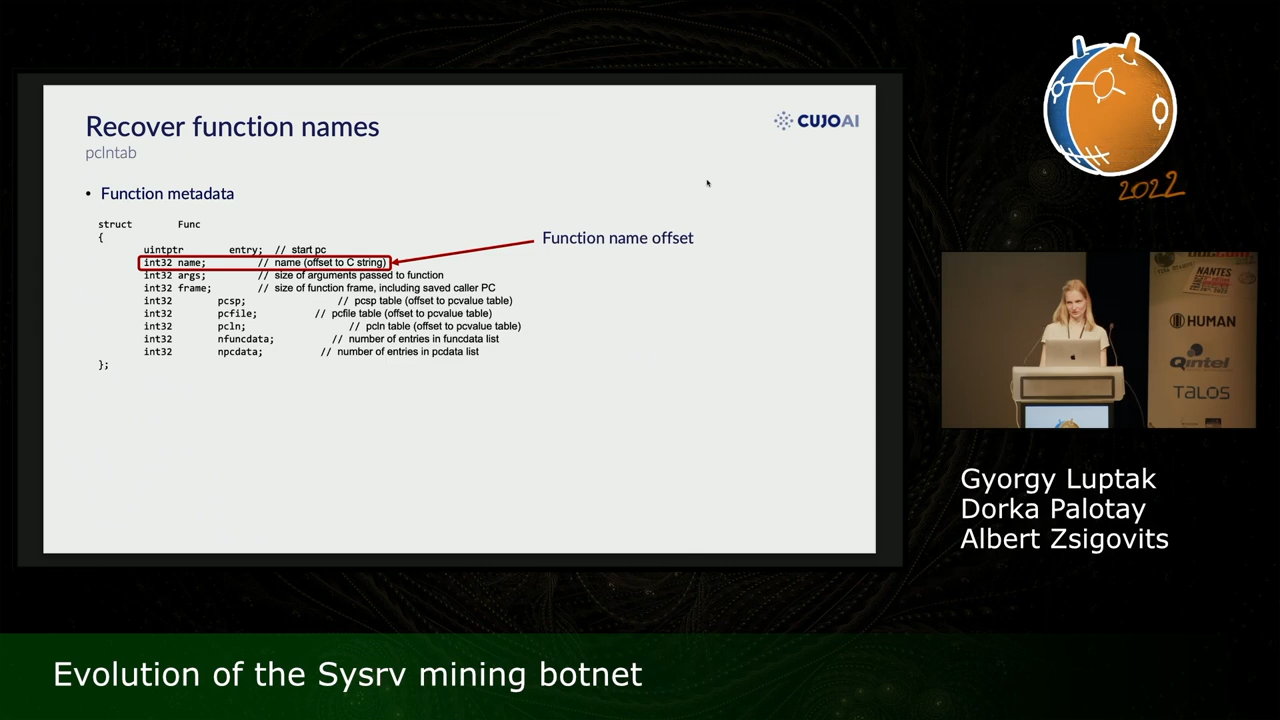 Recover function names
pclntab
CUJOAI
• Function metadata
struct Func
{
uintptr entry; // start pc
int32 name; // name (offset to C string)
int32 args; // size of arguments passed to function
int32 frame; // size of function frame, including saved caller PC
int32 pcsp; // pcsp table (offset to pcvalue table)
int32 pcfile; // pcfile table (offset to pcvalue table)
int32 pcln; // pcln table (offset to pcvalue table)
int32 nfuncdata; // number of entries in funcdata list
int32 npcdata; // number of entries in pcdata list
};
Function name offset
2022
NANTES
HUMAN
Qintel
TALOS
Gyorgy Luptak
Dorka Palotay
Albert Zsigovits
Evolution of the Sysrv mining botnet